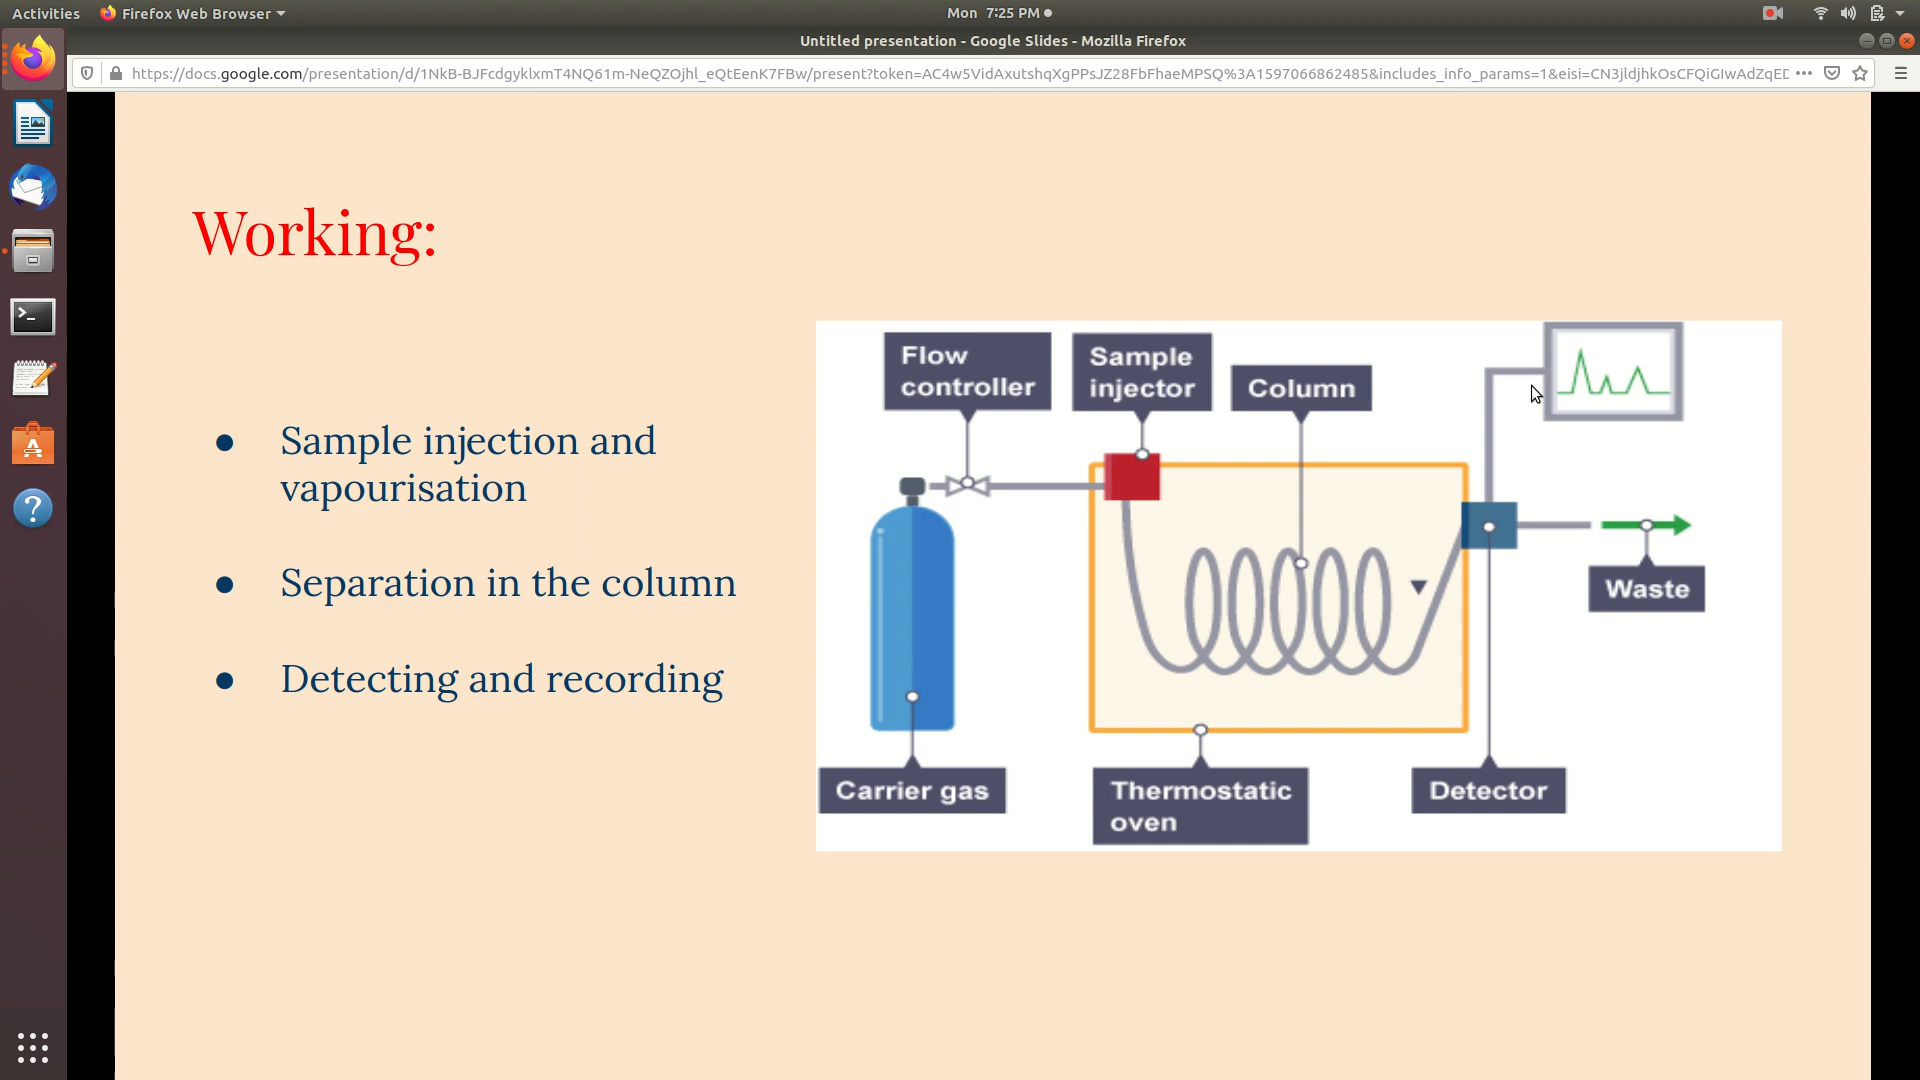 Activities
Firefox Web Browser
Mon 7:25 PM
Untitled presentation - Google Slides - Mozilla Firefox
https://docs.google.com/presentation/d/1NkB-BJFcdgyklxmT4NQ61m-NeQZOjhl_eQtEenK7FBw/present?token=AC4w5VidAxutshqXgPPsJZ28FbFhaeMPSQ%3A1597066862485&includes_info_params=1&eisi=CN3jldjhkOsCFQiGIwAdZqED
Working:
● Sample injection and
vapourisation
● Separation in the column
● Detecting and recording
Flow
controller
Sample
injector
Column
Waste
Carrier gas
Thermostatic
oven
Detector